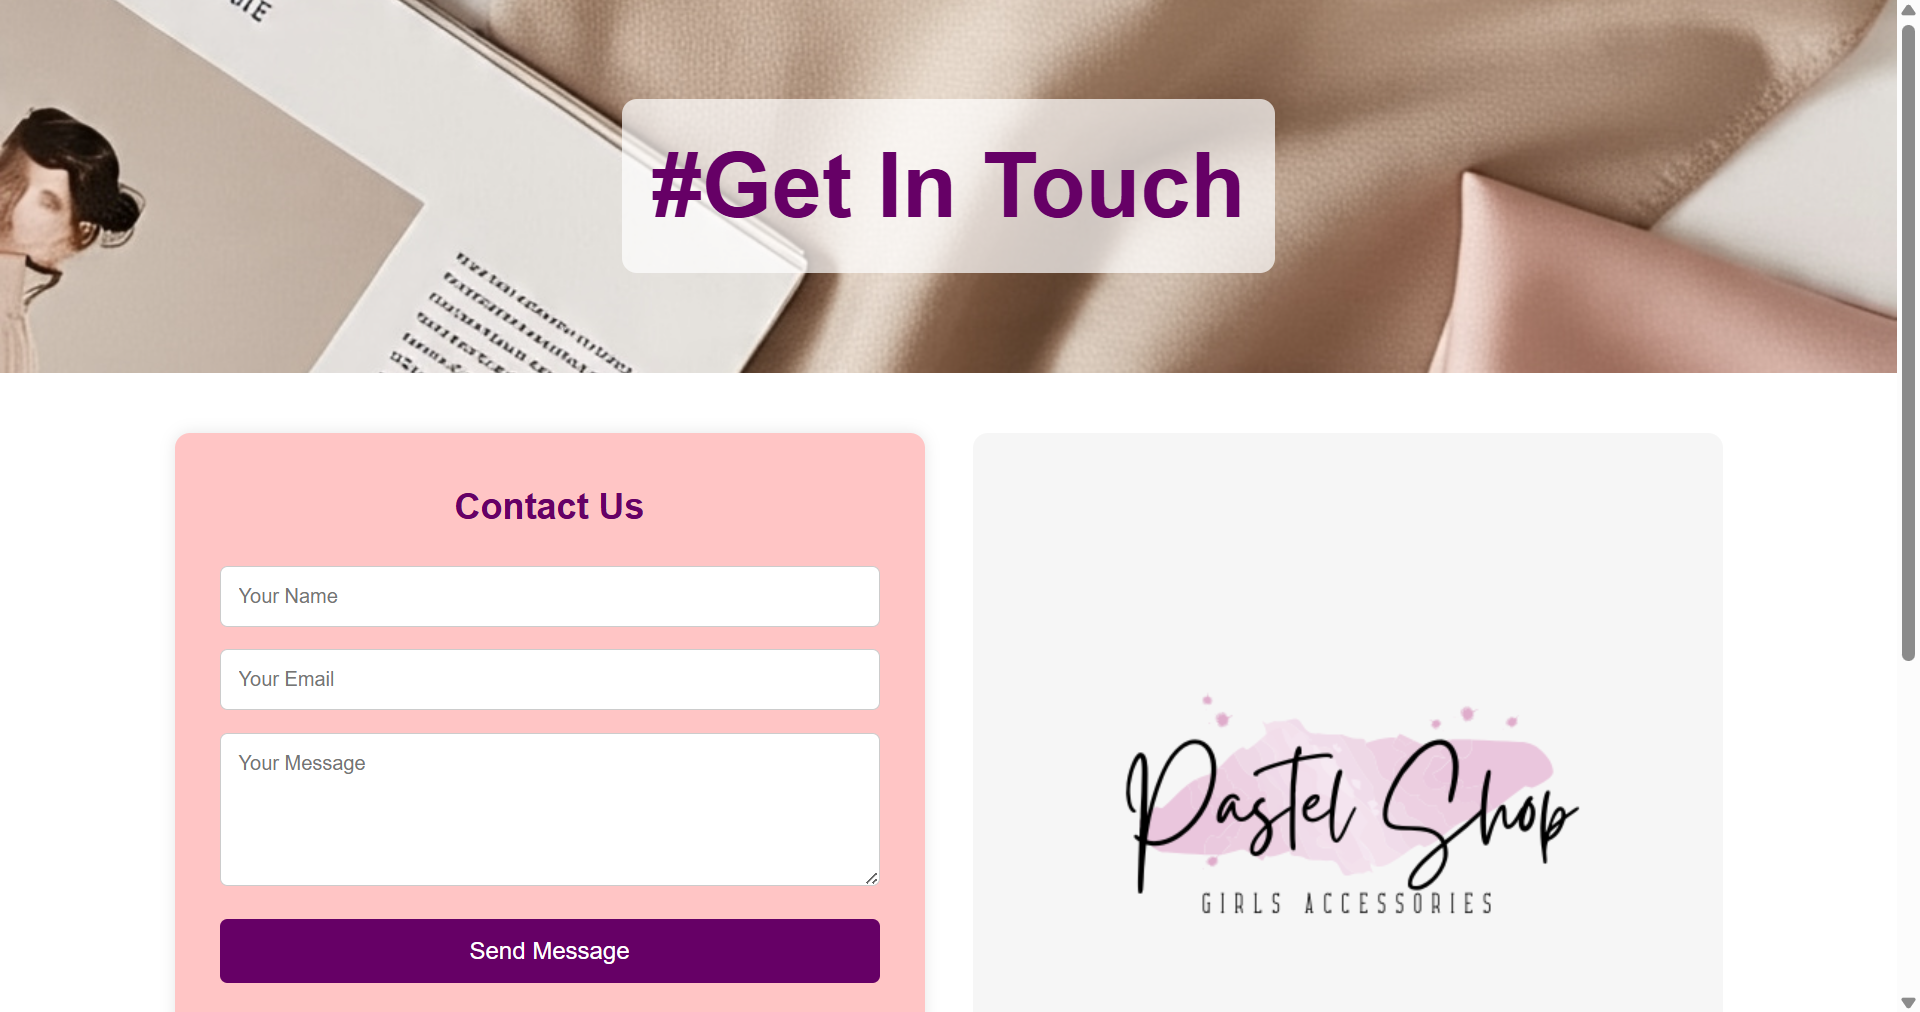 #Get In Touch
Contact Us
Your Name
Your Email
Your Message
Send Message
Pastel Shop
GIRLS ACCESSORIES